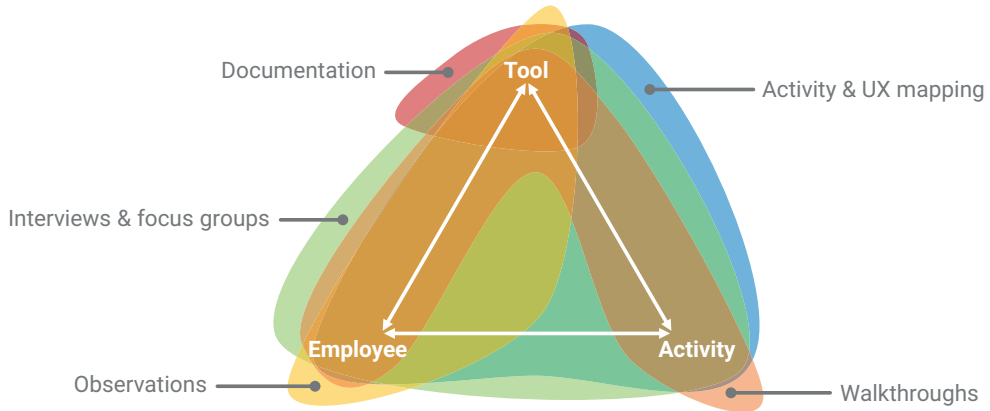 Tool
Documentation
Activity & UX mapping
Interviews & focus groups
Employee
Activity
Observations
Walkthroughs